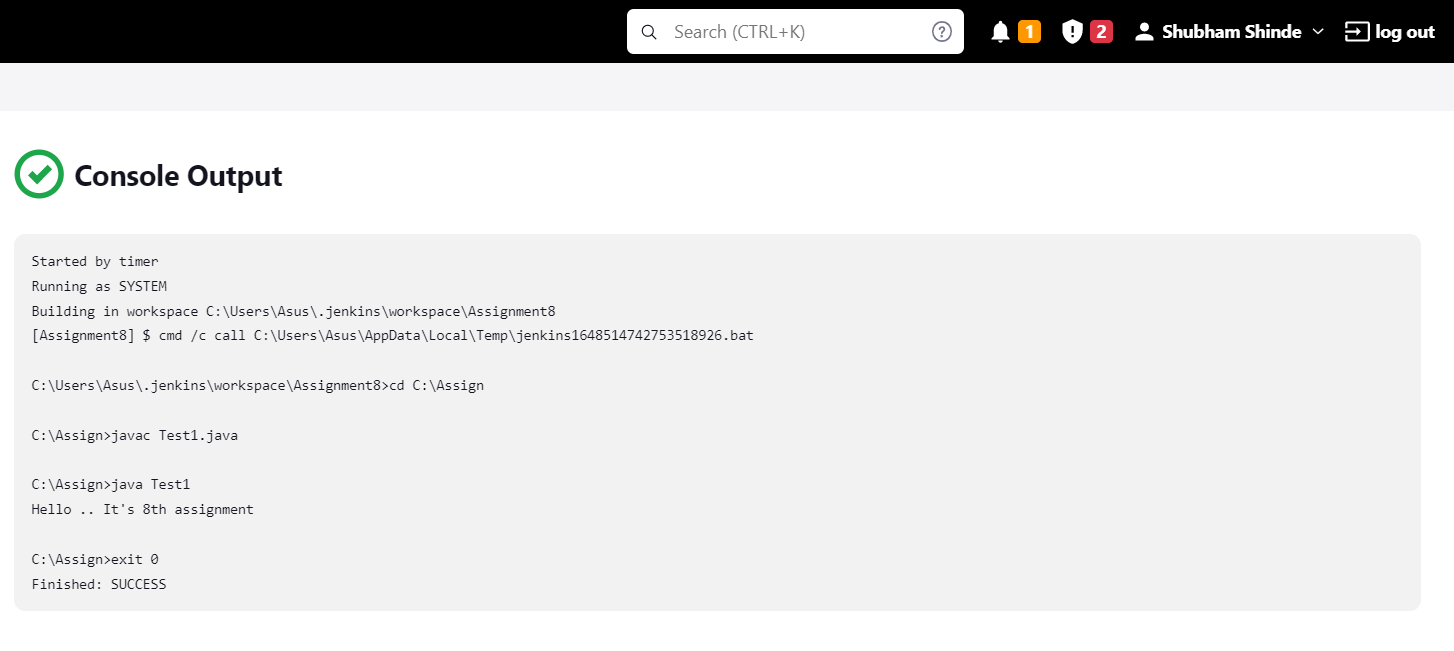 Search (CTRL+K) ? 1 2 Shubham Shinde log out
Console Output
Started by timer
Running as SYSTEM
Building in workspace C:\Users\Asus\.jenkins\workspace\Assignment8
[Assignment8] $ cmd /c call C:\Users\Asus\AppData\Local\Temp\jenkins1648514742753518926.bat
C:\Users\Asus\.jenkins\workspace\Assignment8>cd C:\Assign
C:\Assign>javac Test1.java
C:\Assign>java Test1
Hello .. It's 8th assignment
C:\Assign>exit 0
Finished: SUCCESS